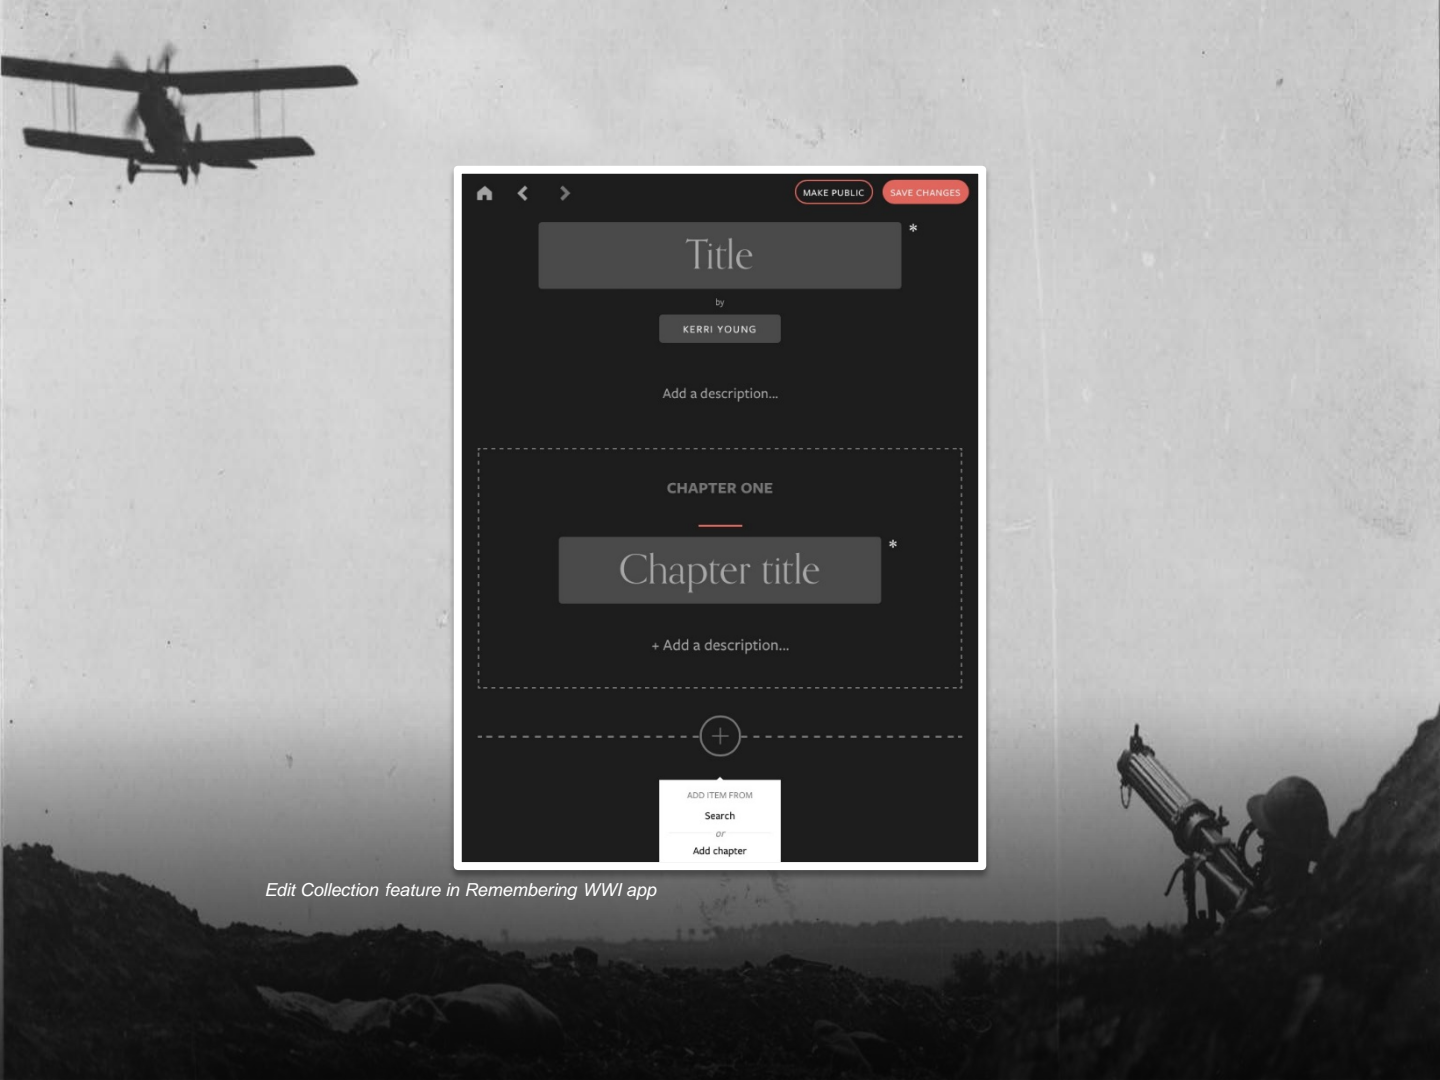 MAKE PUBLIC
SAVE CHANGES
Title
*
by
KERRI YOUNG
Add a description...
CHAPTER ONE
Chapter title
*
+ Add a description...
+
ADD ITEM FROM
Search
or
Add chapter
Edit Collection feature in Remembering WWI app